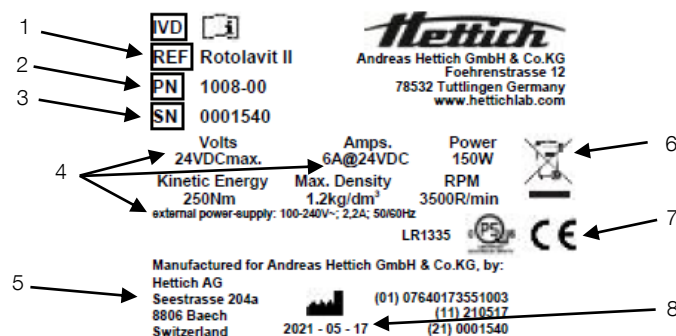 1
IVD
REF Rotolavit II
2
PN 1008-00
3
SN 0001540
Hettich
Andreas Hettich GmbH & Co.KG
Foehrenstrasse 12
78532 Tuttlingen Germany
www.hettichlab.com
4
Volts Amps. Power
24VDCmax. 6A@24VDC 150W
Kinetic Energy Max. Density RPM
250Nm 1.2kg/dm³ 3500R/min
external power-supply: 100-240V~; 2,2A; 50/60Hz
6
LR1335 PS CE
7
Manufactured for Andreas Hettich GmbH & Co.KG, by:
5
Hettich AG
Seestrasse 204a (01) 07640173551003
8806 Baech (11) 210517
Switzerland 2021 - 05 - 17 (21) 0001540
8